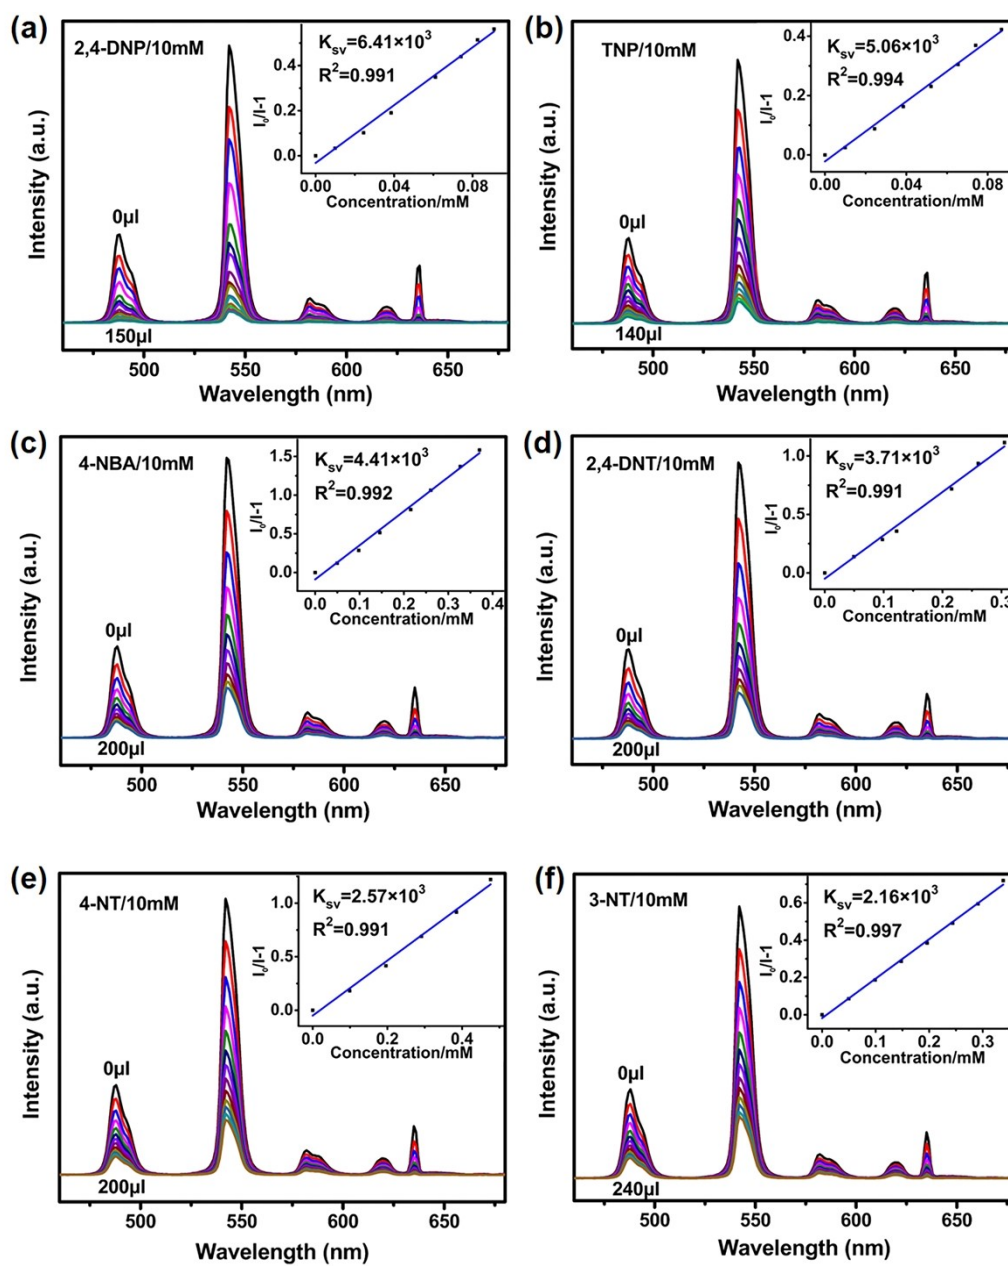 (a)
2,4-DNP/10mM
K_sv=6.41×10³
R²=0.991
I₀/I-1
0.4
0.2
0.0
0.00 0.04 0.08
Concentration/mM
0μl
150μl
Intensity (a.u.)
500 550 600 650
Wavelength (nm)
(b)
TNP/10mM
K_sv=5.06×10³
R²=0.994
I₀/I-1
0.4
0.2
0.0
0.00 0.04 0.08
Concentration/mM
0μl
140μl
Intensity (a.u.)
500 550 600 650
Wavelength (nm)
(c)
4-NBA/10mM
K_sv=4.41×10³
R²=0.992
I₀/I-1
1.5
1.0
0.5
0.0
0.0 0.1 0.2 0.3 0.4
Concentration/mM
0μl
200μl
Intensity (a.u.)
500 550 600 650
Wavelength (nm)
(d)
2,4-DNT/10mM
K_sv=3.71×10³
R²=0.991
I₀/I-1
1.0
0.5
0.0
0.0 0.1 0.2 0.3
Concentration/mM
0μl
200μl
Intensity (a.u.)
500 550 600 650
Wavelength (nm)
(e)
4-NT/10mM
K_sv=2.57×10³
R²=0.991
I₀/I-1
1.0
0.5
0.0
0.0 0.2 0.4
Concentration/mM
0μl
200μl
Intensity (a.u.)
500 550 600 650
Wavelength (nm)
(f)
3-NT/10mM
K_sv=2.16×10³
R²=0.997
I₀/I-1
0.6
0.4
0.2
0.0
0.0 0.1 0.2 0.3
Concentration/mM
0μl
240μl
Intensity (a.u.)
500 550 600 650
Wavelength (nm)